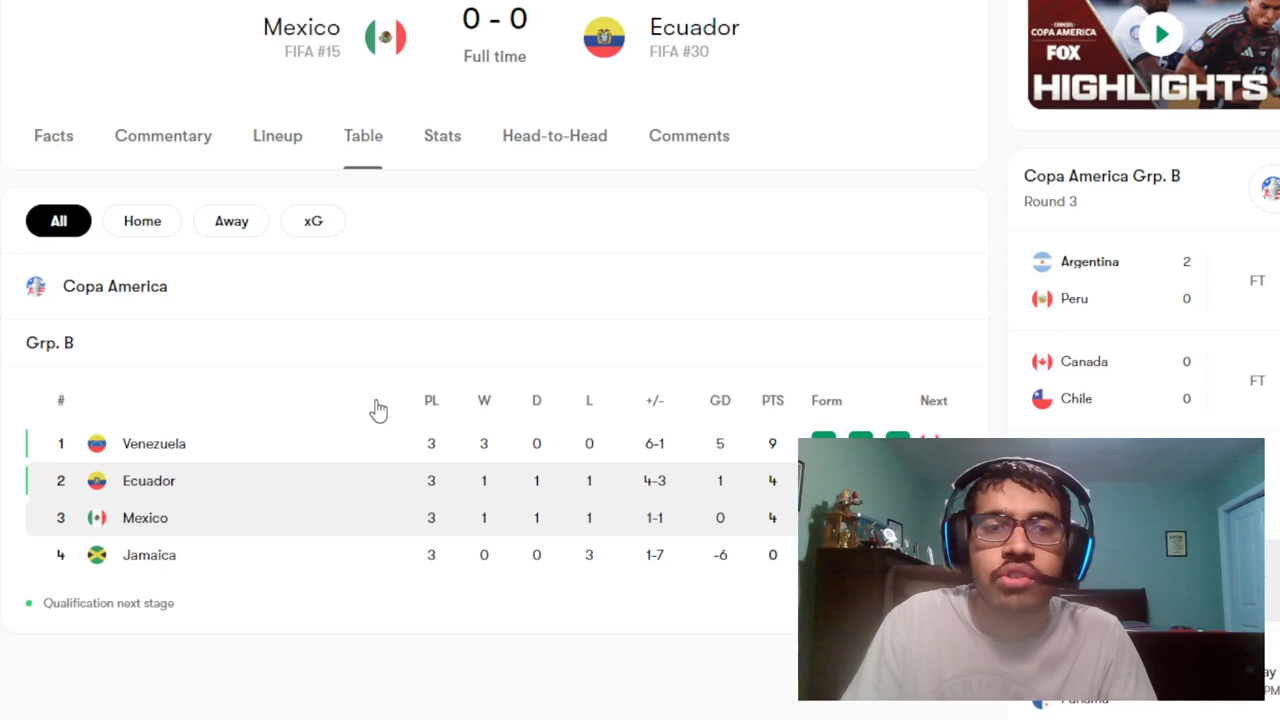 Mexico
FIFA #15
0 - 0
Full time
Ecuador
FIFA #30
Facts Commentary Lineup Table Stats Head-to-Head Comments
All Home Away xG
Copa America
Grp. B
# PL W D L +/- GD PTS Form Next
1 Venezuela 3 3 0 0 6-1 5 9
2 Ecuador 3 1 1 1 4-3 1 4
3 Mexico 3 1 1 1 1-1 0 4
4 Jamaica 3 0 0 3 1-7 -6 0
Qualification next stage
CONMEBOL
COPA AMERICA
FOX
HIGHLIGHTS
Copa America Grp. B
Round 3
Argentina 2
Peru 0
FT
Canada 0
Chile 0
FT